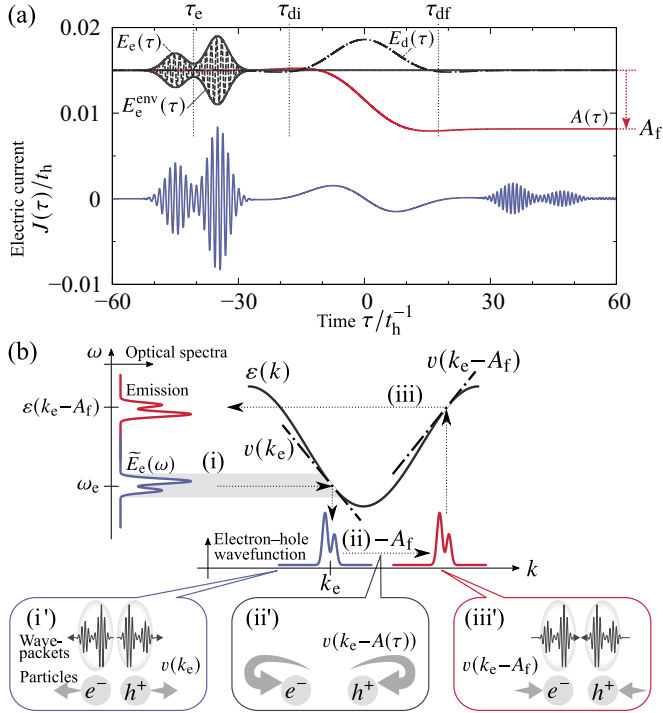 (a)
τe τdi τdf
0.02
Ee(τ)
Ed(τ)
Eeenv(τ)
0.01
A(τ)
Af
Electric current
J(τ)/th
0
−0.01
−60 −30 0 30 60
Time τ/th−1
(b)
ω
Optical spectra
Emission
ε(ke−Af)
Ẽe(ω)
ωe
(i)
ε(k)
v(ke)
(iii)
v(ke−Af)
Electron–hole
wavefunction
(ii)
−Af
ke
k
(i')
Wave-
packets
Particles
v(ke)
e− h+
(ii')
v(ke−A(τ))
e− h+
(iii')
v(ke−Af)
e− h+